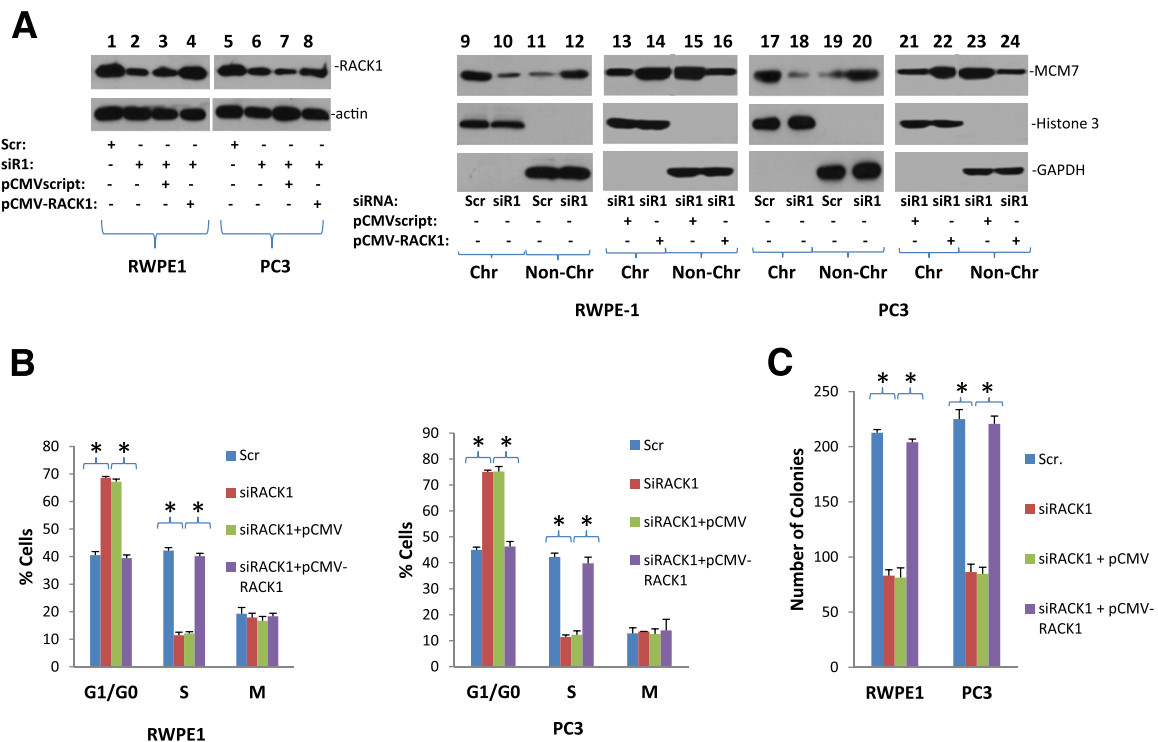 A
1 2 3 4 5 6 7 8
-RACK1
-actin
Scr: + - - - + - - -
siR1: - + + + - + + +
pCMVscript: - - + - - - + -
pCMV-RACK1: - - - + - - - +
RWPE1 PC3
9 10 11 12 13 14 15 16 17 18 19 20 21 22 23 24
-MCM7
-Histone 3
-GAPDH
siRNA: Scr siR1 Scr siR1 siR1 siR1 siR1 siR1 Scr siR1 Scr siR1 siR1 siR1 siR1 siR1
pCMVscript: - - - - + - + - - - - - + - + -
pCMV-RACK1: - - - - - + - + - - - - - + - +
Chr Non-Chr Chr Non-Chr Chr Non-Chr Chr Non-Chr
RWPE-1 PC3
B
% Cells
80
70
60
50
40
30
20
10
0
* *
* *
G1/G0 S M
RWPE1
Scr
siRACK1
siRACK1+pCMV
siRACK1+pCMV-
RACK1
% Cells
90
80
70
60
50
40
30
20
10
0
* *
* *
G1/G0 S M
PC3
Scr
SiRACK1
siRACK1+pCMV
siRACK1+pCMV-
RACK1
C
Number of Colonies
250
200
150
100
50
0
* * * *
RWPE1 PC3
Scr.
siRACK1
siRACK1 + pCMV
siRACK1 + pCMV-
RACK1